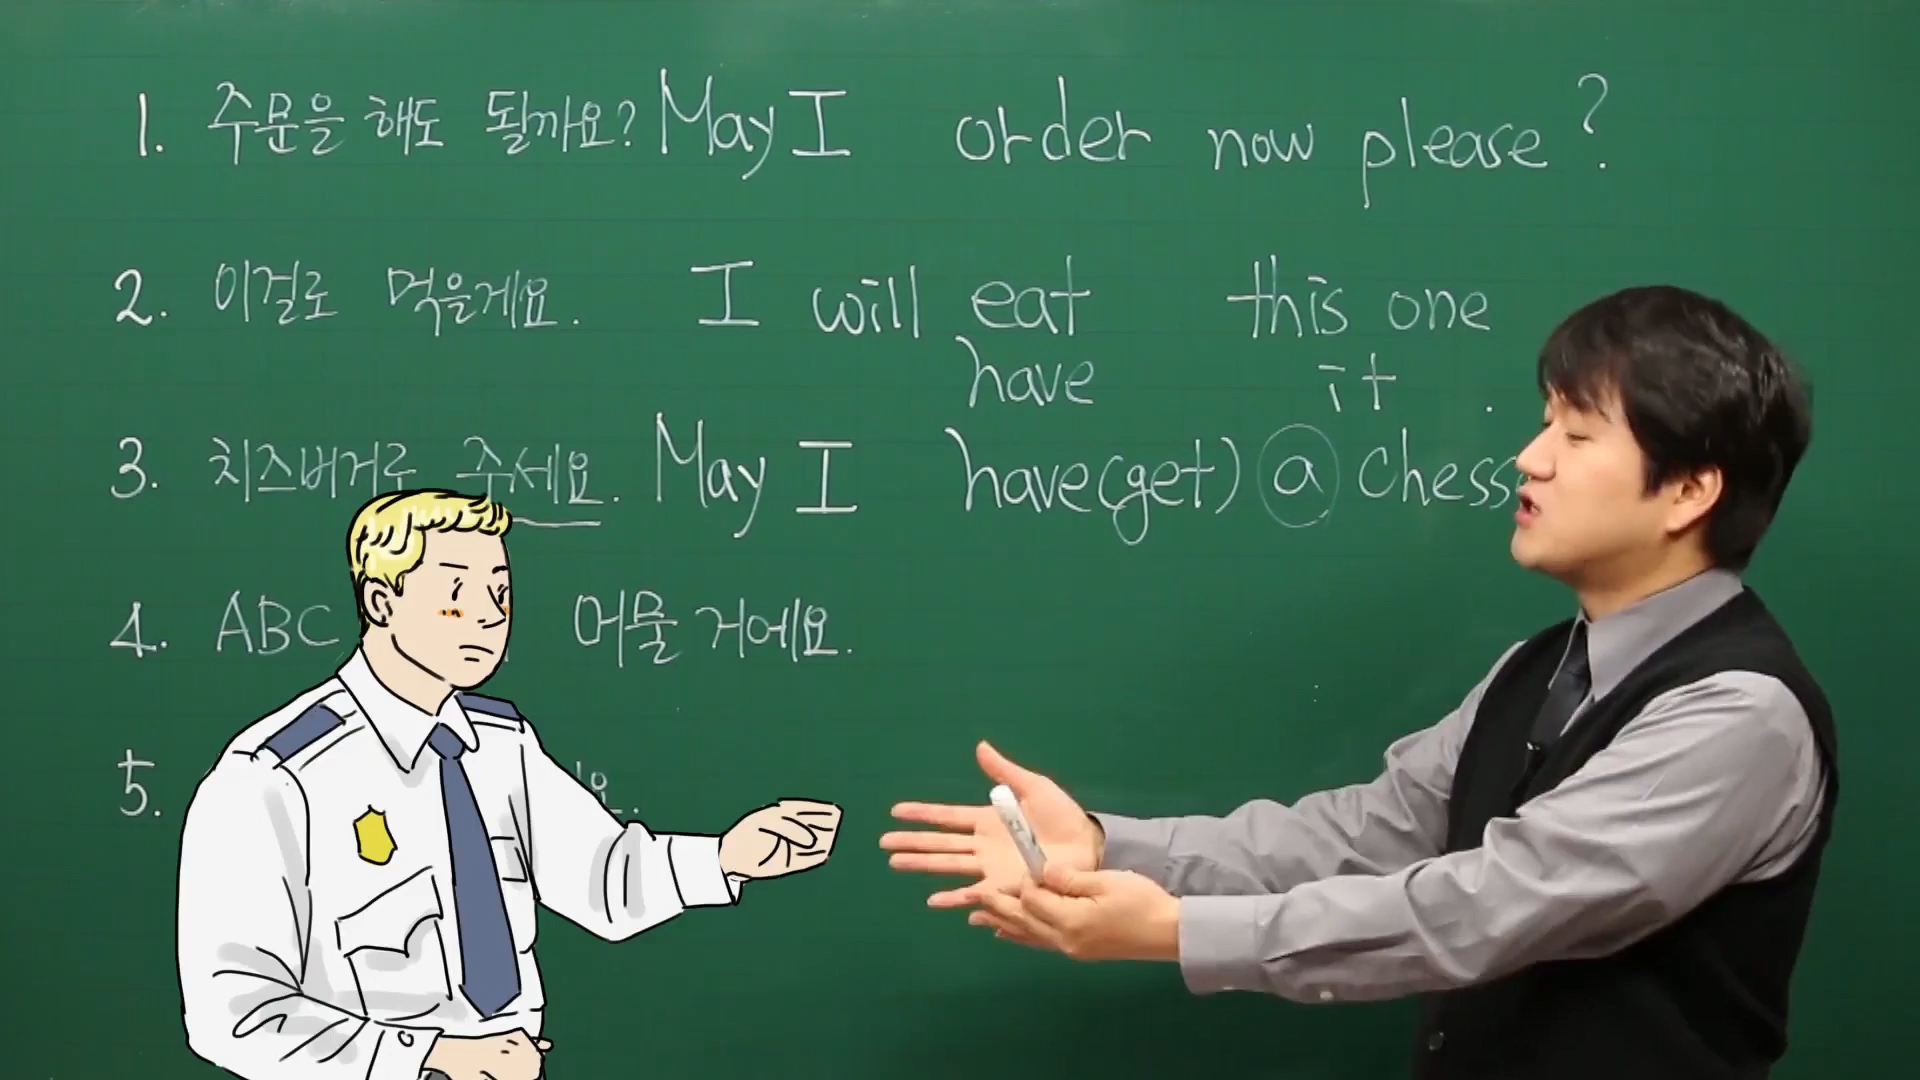 1. 주문을 해도 될까요? May I order now please?
2. 이걸로 먹을게요. I will eat this one
have it .
3. 치즈버거로 주세요. May I have(get) a chess
4. ABC 머물 거에요.
5. 요.